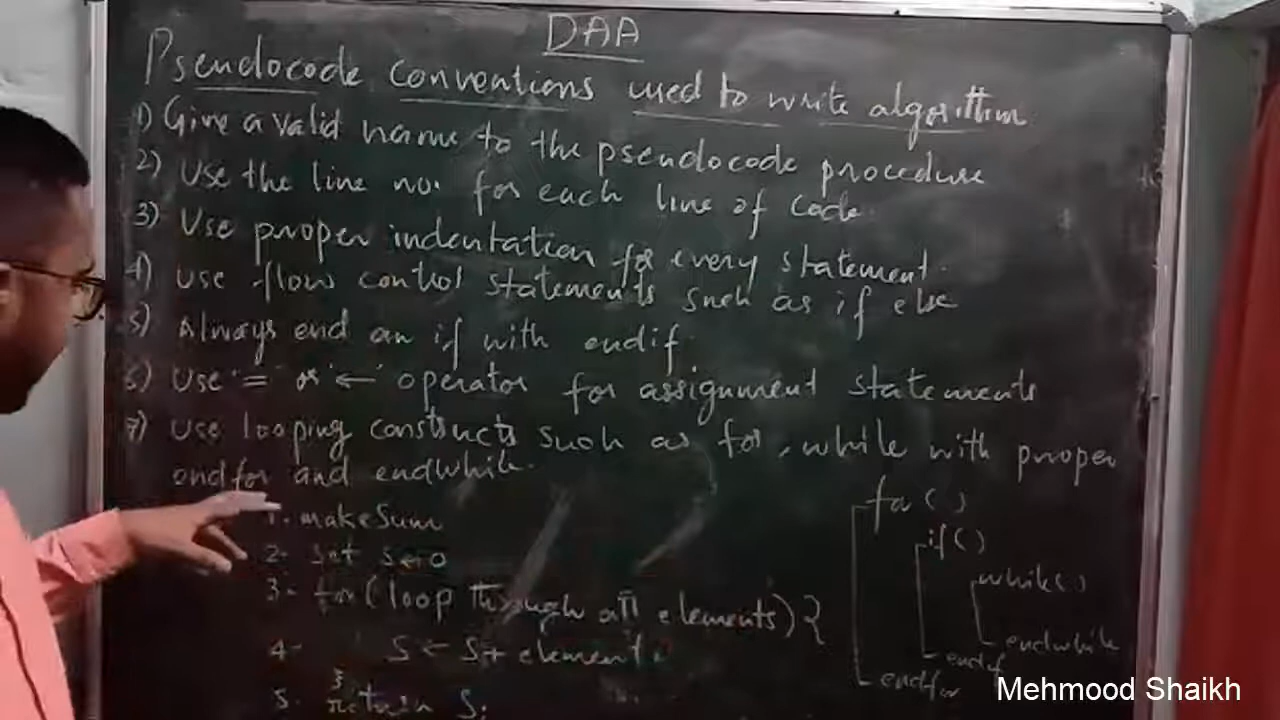 DAA
Pseudocode conventions used to write algorithm
1) Give a valid name to the pseudocode procedure
2) Use the line no. for each line of code.
3) Use proper indentation for every statement.
4) Use flow control statements such as if else
5) Always end an if with endif.
6) Use "=" or "←" operator for assignment statements
7) Use looping constructs such as for, while with proper
endfor and endwhile.
1. makeSum
2- Set s←0
3- for (loop through all elements) {
4- S ← S + element;
}
5. return S;
for ( )
if ( )
while ( )
endwhile
endif
endfor
Mehmood Shaikh